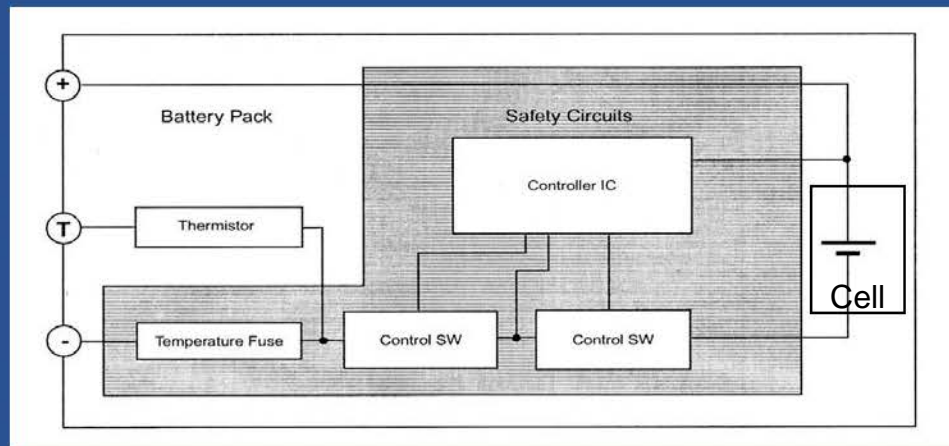 +
Battery Pack
Safety Circuits
Controller IC
T
Thermistor
Cell
-
Temperature Fuse
Control SW
Control SW